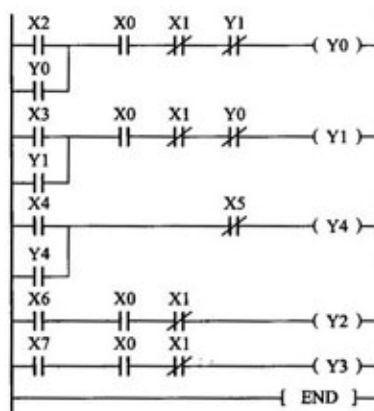 X2 X0 X1 Y1
( Y0 )
Y0
X3 X0 X1 Y0
( Y1 )
Y1
X4 X5
( Y4 )
Y4
X6 X0 X1
( Y2 )
X7 X0 X1
( Y3 )
[ END ]